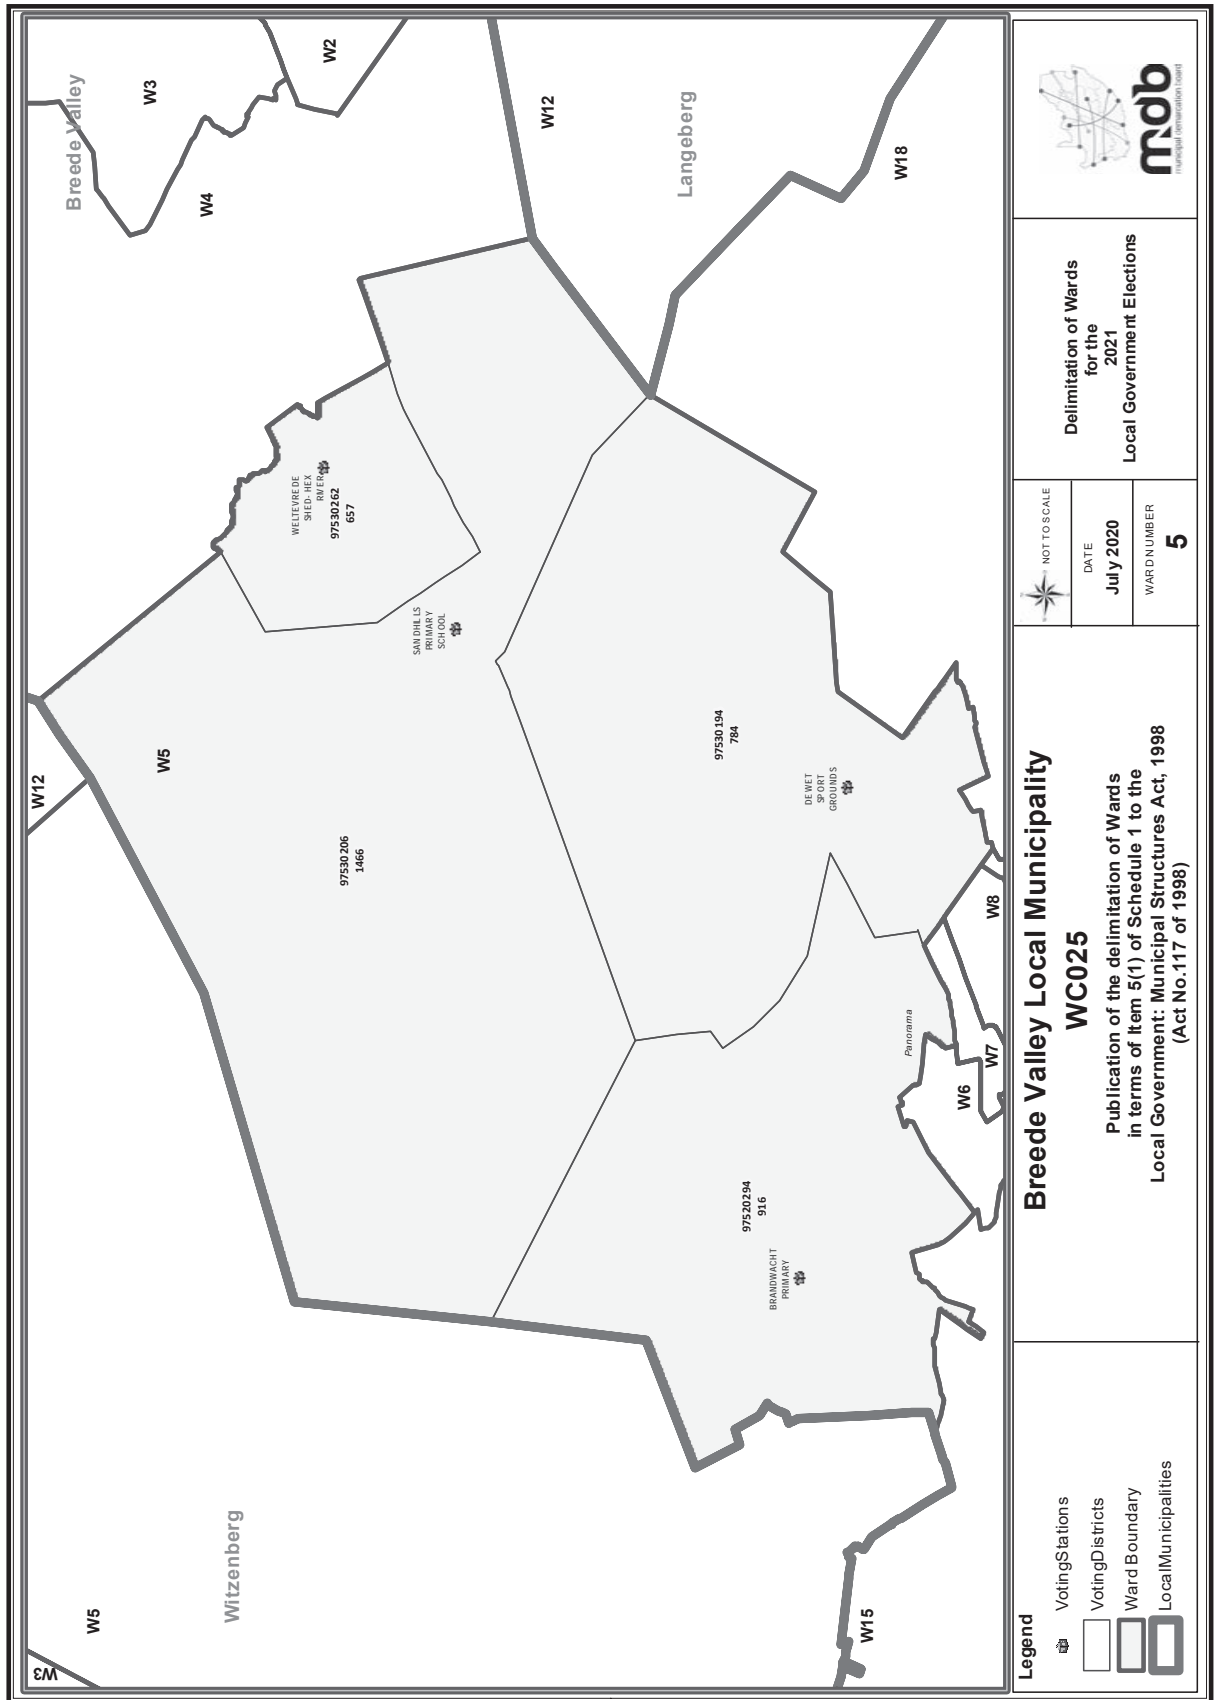 W3
W5
Witzenberg
W12
W5
Breede Valley
W3
W2
W4
W12
Langeberg
W18
WELTEVREDE
SHED- HEX
RIVER
97530262
657
SANDHILLS
PRIMARY
SCHOOL
97530206
1466
97530194
784
DE WET
SPORT
GROUNDS
97520294
916
BRANDWACHT
PRIMARY
Panorama
W8
W7
W6
W15
Legend
VotingStations
VotingDistricts
Ward Boundary
LocalMunicipalities
Breede Valley Local Municipality
WC025
Publication of the delimitation of Wards
in terms of Item 5(1) of Schedule 1 to the
Local Government: Municipal Structures Act, 1998
(Act No.117 of 1998)
NOT TO SCALE
DATE
July 2020
WARD NUMBER
5
Delimitation of Wards
for the
2021
Local Government Elections
mdb
municipal demarcation board